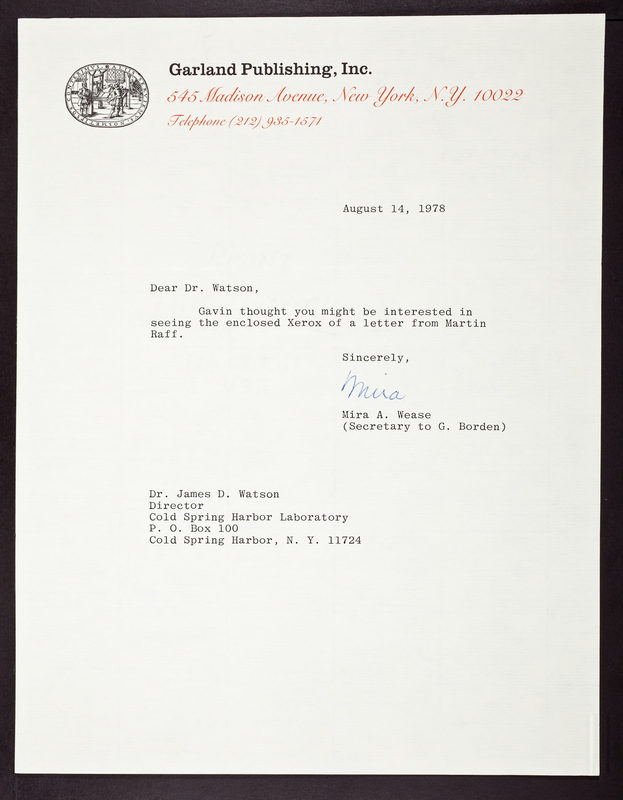 Garland Publishing, Inc.
545 Madison Avenue, New York, N.Y. 10022
Telephone (212) 935-1571
August 14, 1978
Dear Dr. Watson,
Gavin thought you might be interested in
seeing the enclosed Xerox of a letter from Martin
Raff.
Sincerely,
Mira
Mira A. Wease
(Secretary to G. Borden)
Dr. James D. Watson
Director
Cold Spring Harbor Laboratory
P. O. Box 100
Cold Spring Harbor, N. Y. 11724